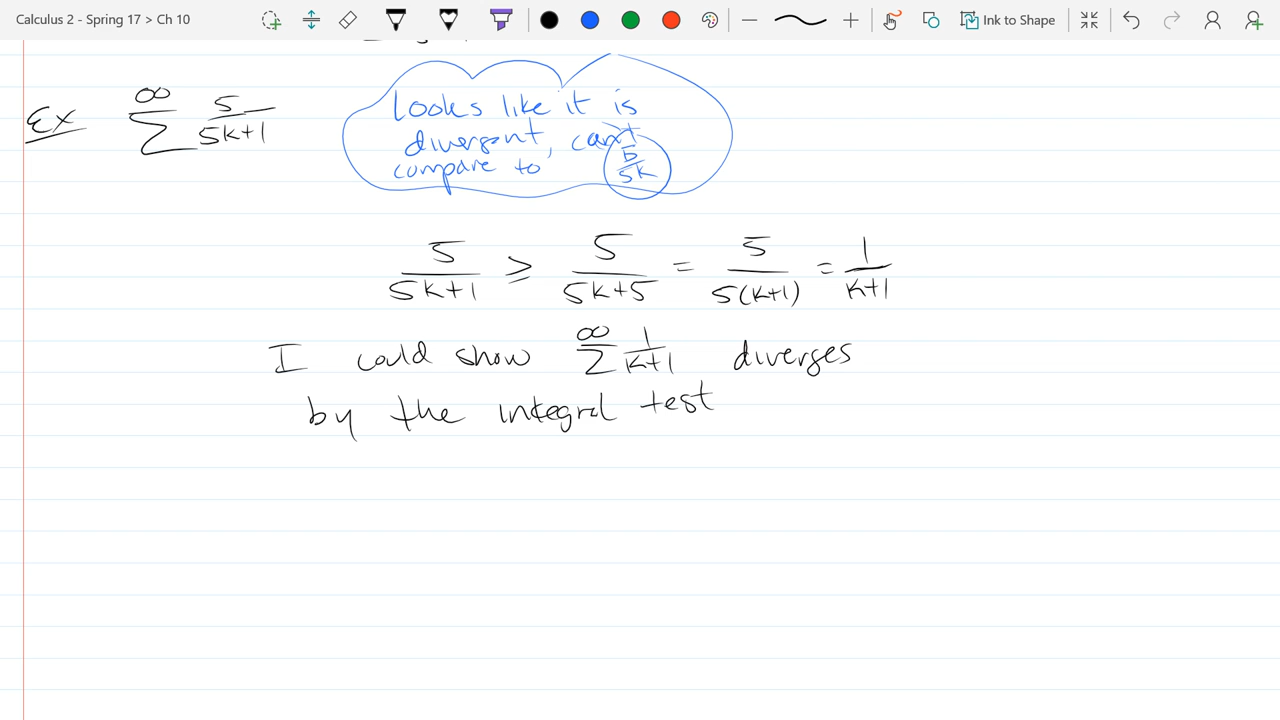 Calculus 2 - Spring 17 > Ch 10
Ink to Shape
Ex ∞ ∑ 5/(5k+1)
Looks like it is
divergent, can't
compare to 5/5k
5/(5k+1) ≥ 5/(5k+5) = 5/(5(k+1)) = 1/(k+1)
I could show ∞ ∑ 1/(k+1) diverges
by the integral test